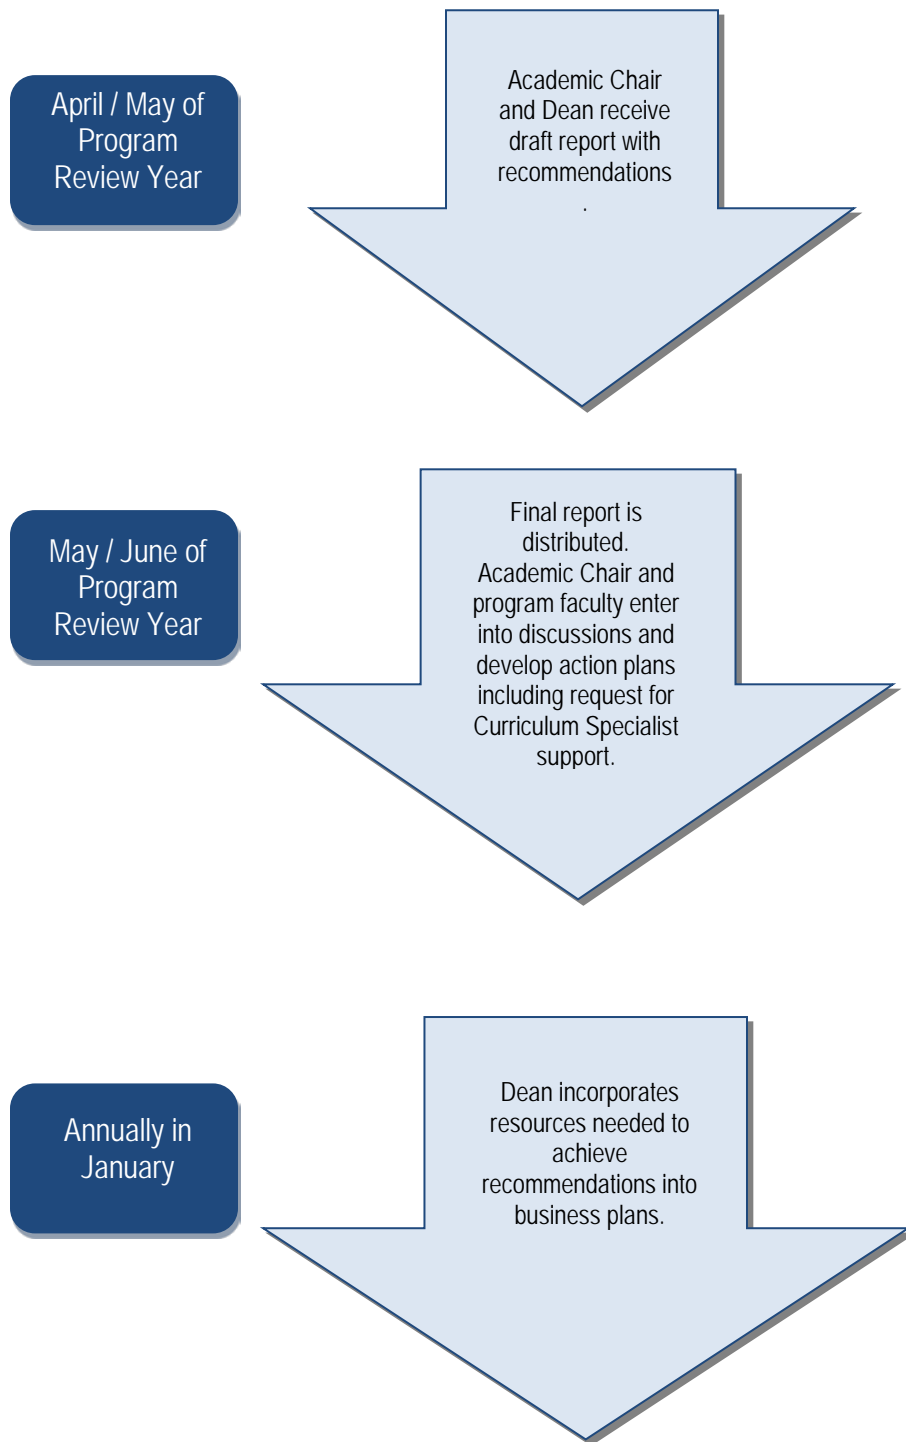 April / May of
Program
Review Year
Academic Chair
and Dean receive
draft report with
recommendations
.
May / June of
Program
Review Year
Final report is
distributed.
Academic Chair and
program faculty enter
into discussions and
develop action plans
including request for
Curriculum Specialist
support.
Annually in
January
Dean incorporates
resources needed to
achieve
recommendations into
business plans.